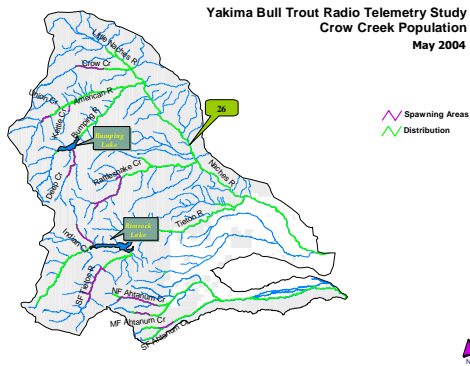 Yakima Bull Trout Radio Telemetry Study
Crow Creek Population
May 2004
Spawning Areas
Distribution
Little Naches R
Crow Cr
Union Cr
American R
Kettle Cr
Bumping R
26
Bumping
Lake
Deep Cr
Rattlesnake Cr
Naches R
Tieton R
Rimrock
Lake
Indian Cr
SF Tieton R
NF Ahtanum Cr
MF Ahtanum Cr
SF Ahtanum Cr
N